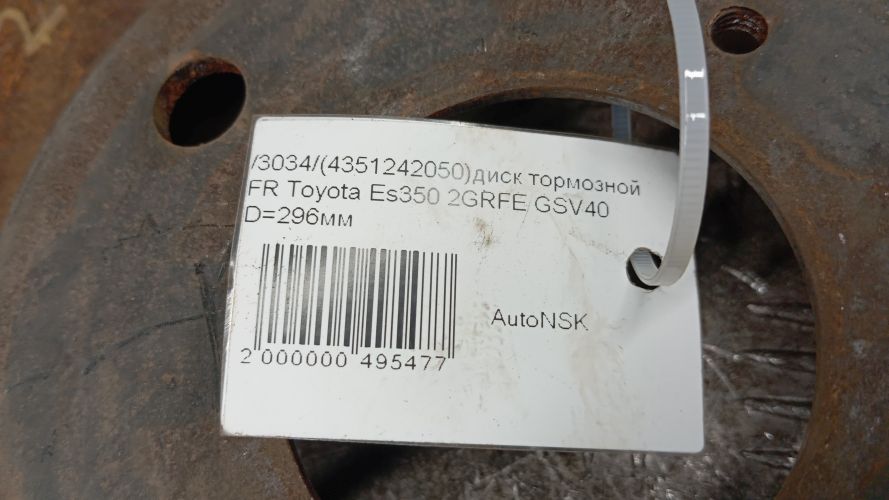 /3034/(4351242050)диск тормозной
FR Toyota Es350 2GRFE GSV40
D=296мм
AutoNSK
2 000000 495477